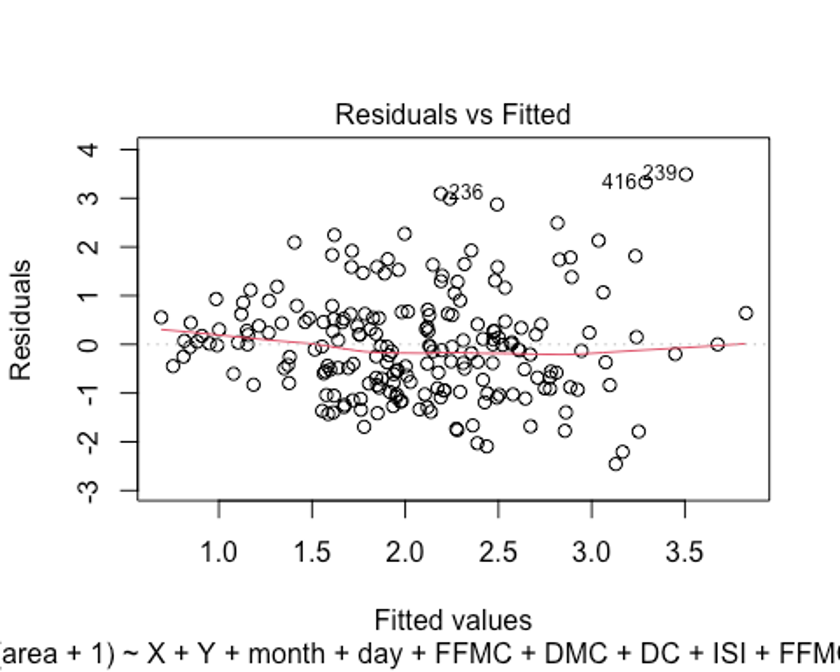 Residuals vs Fitted
4
3
2
1
0
-1
-2
-3
Residuals
236
416
239
1.0 1.5 2.0 2.5 3.0 3.5
Fitted values
(area + 1) ~ X + Y + month + day + FFMC + DMC + DC + ISI + FFM